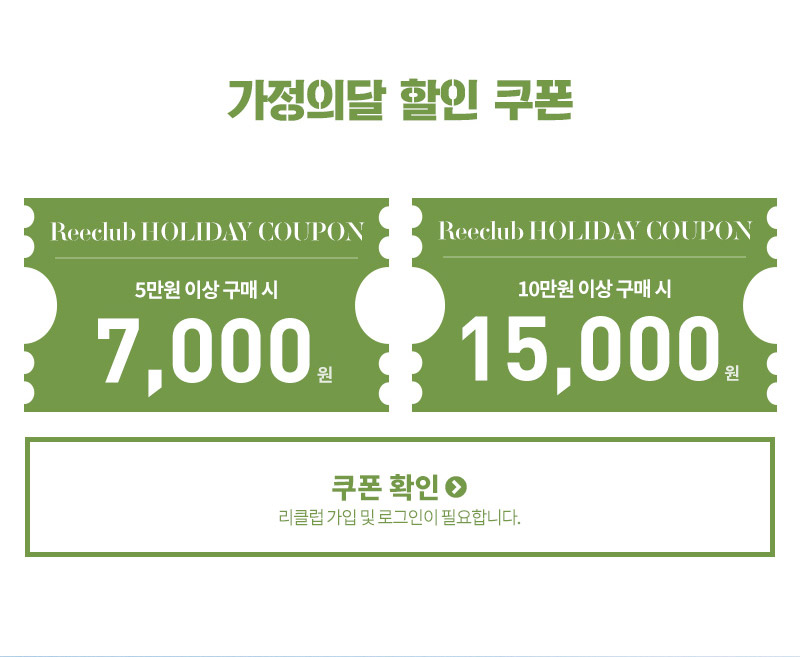 가정의달 할인 쿠폰
Reeclub HOLIDAY COUPON
5만원 이상 구매 시
7,000원
Reeclub HOLIDAY COUPON
10만원 이상 구매 시
15,000원
쿠폰 확인
리클럽 가입 및 로그인이 필요합니다.